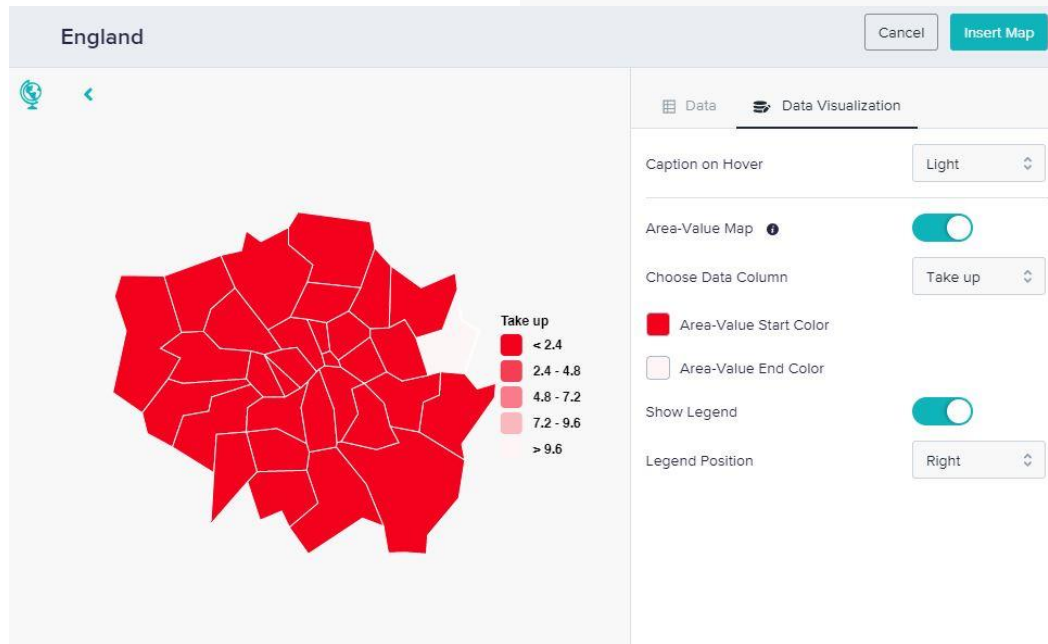 England
Cancel
Insert Map
Data
Data Visualization
Caption on Hover
Light
Area-Value Map
Choose Data Column
Take up
Area-Value Start Color
Area-Value End Color
Show Legend
Legend Position
Right
Take up
< 2.4
2.4 - 4.8
4.8 - 7.2
7.2 - 9.6
> 9.6